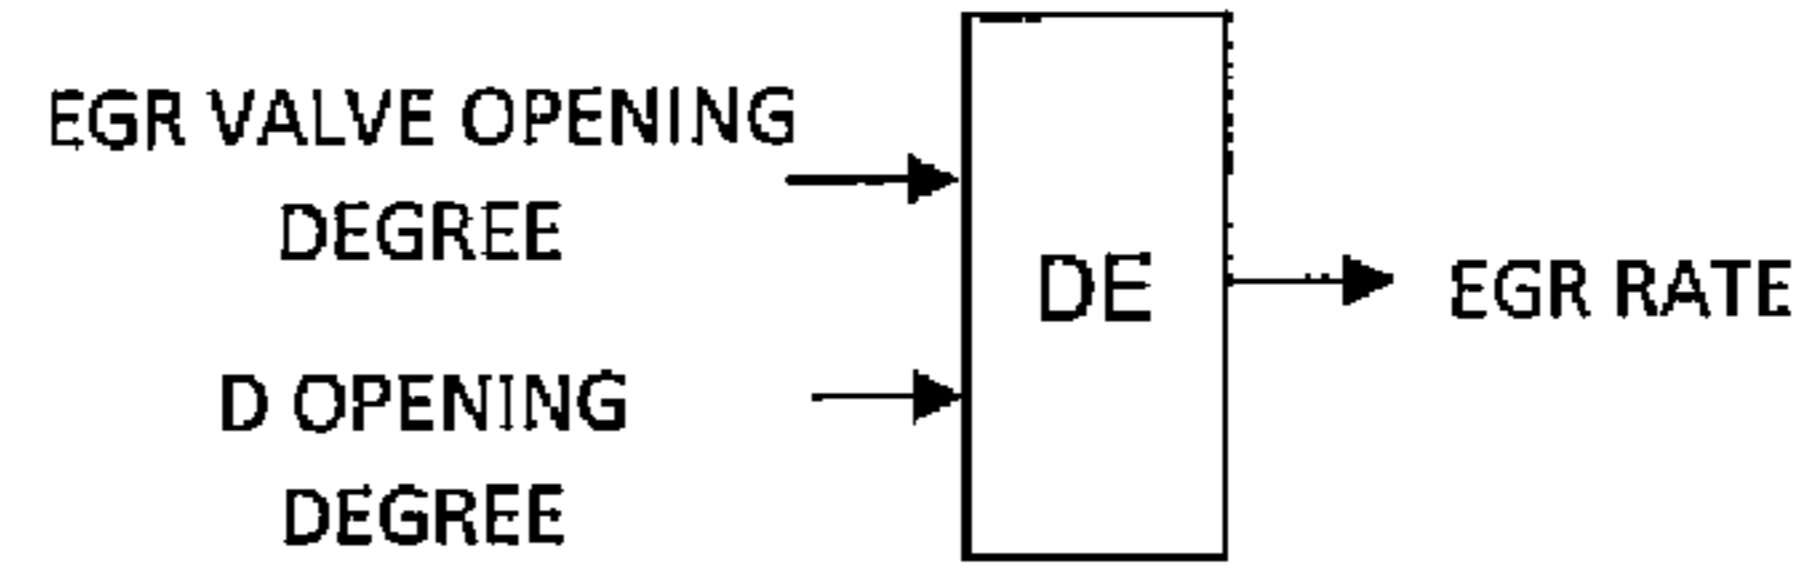 EGR VALVE OPENING
DEGREE
D OPENING
DEGREE
DE
EGR RATE